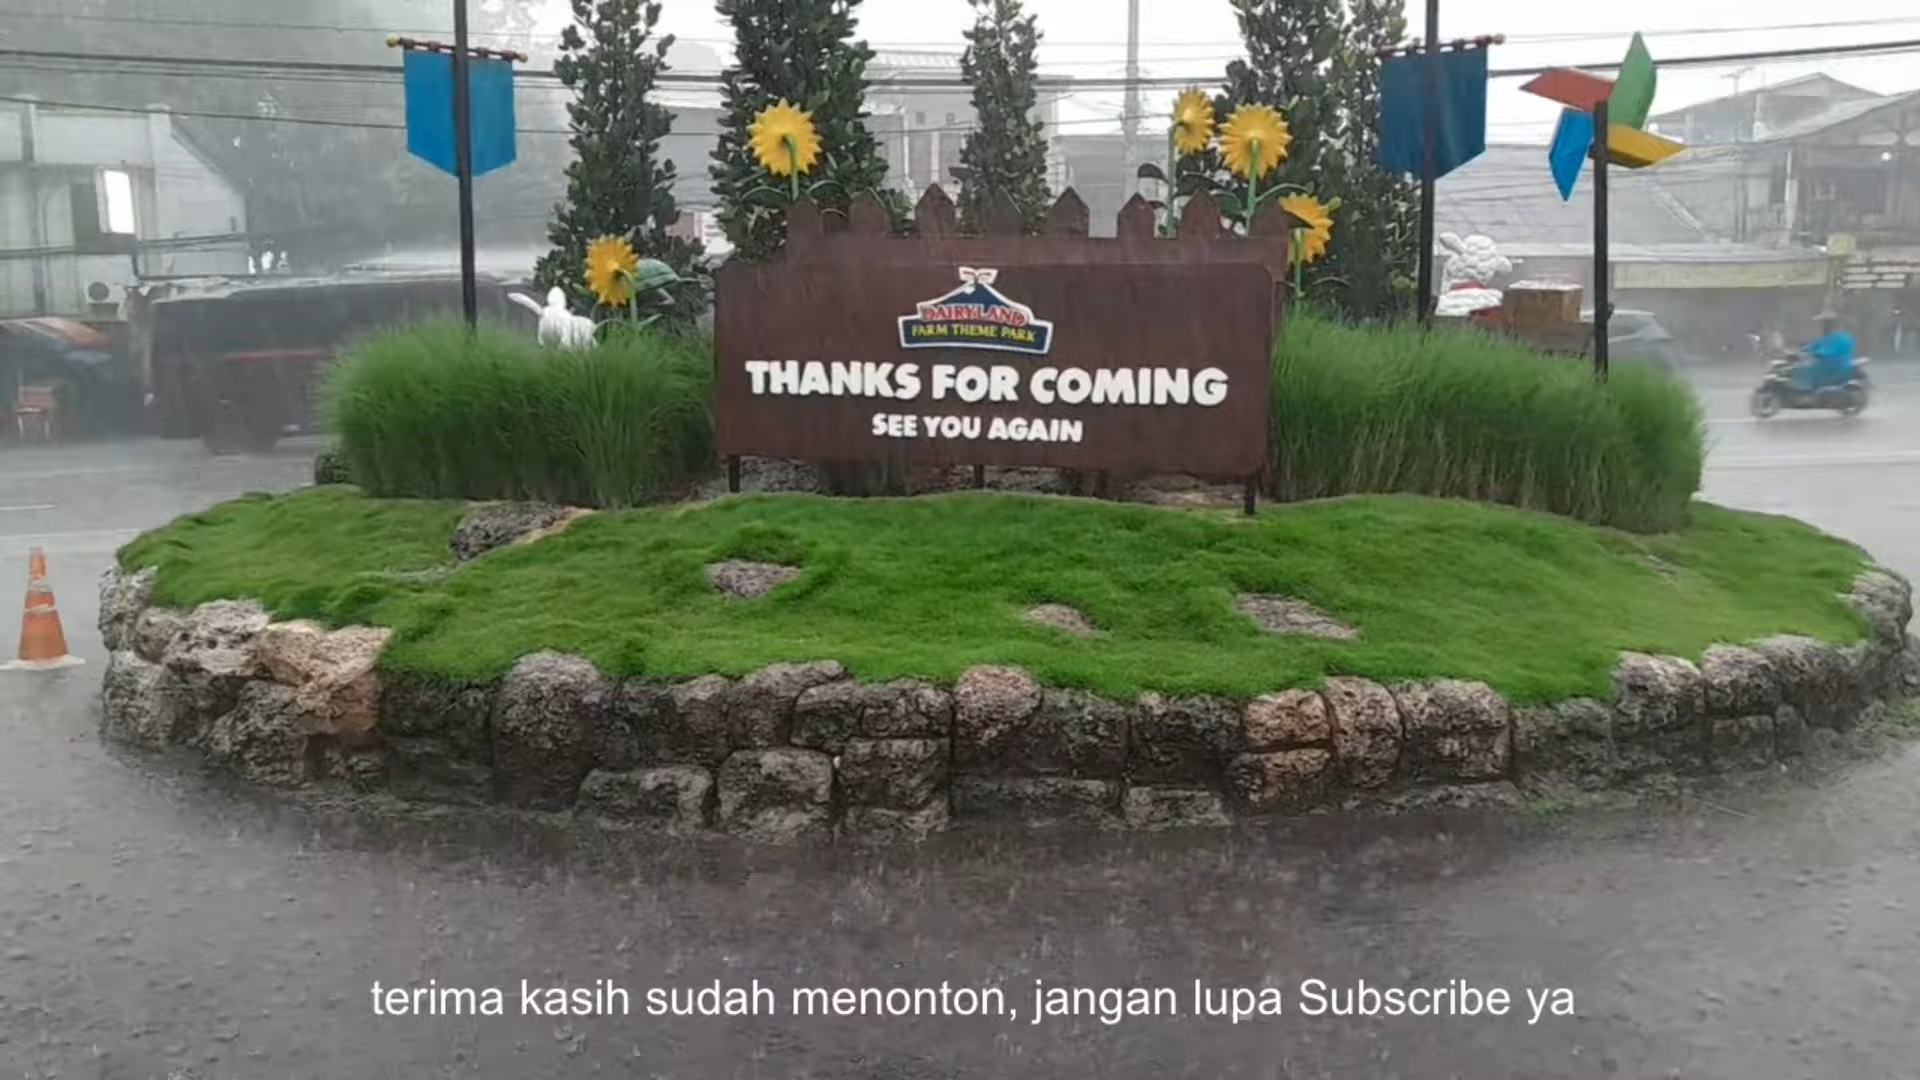 DAIRYLAND
FARM THEME PARK
THANKS FOR COMING
SEE YOU AGAIN
terima kasih sudah menonton, jangan lupa Subscribe ya